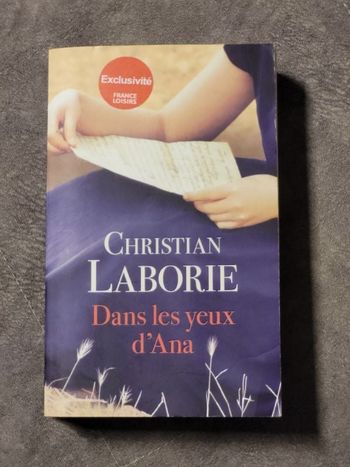 Exclusivité
FRANCE
LOISIRS
CHRISTIAN
LABORIE
Dans les yeux
d'Ana